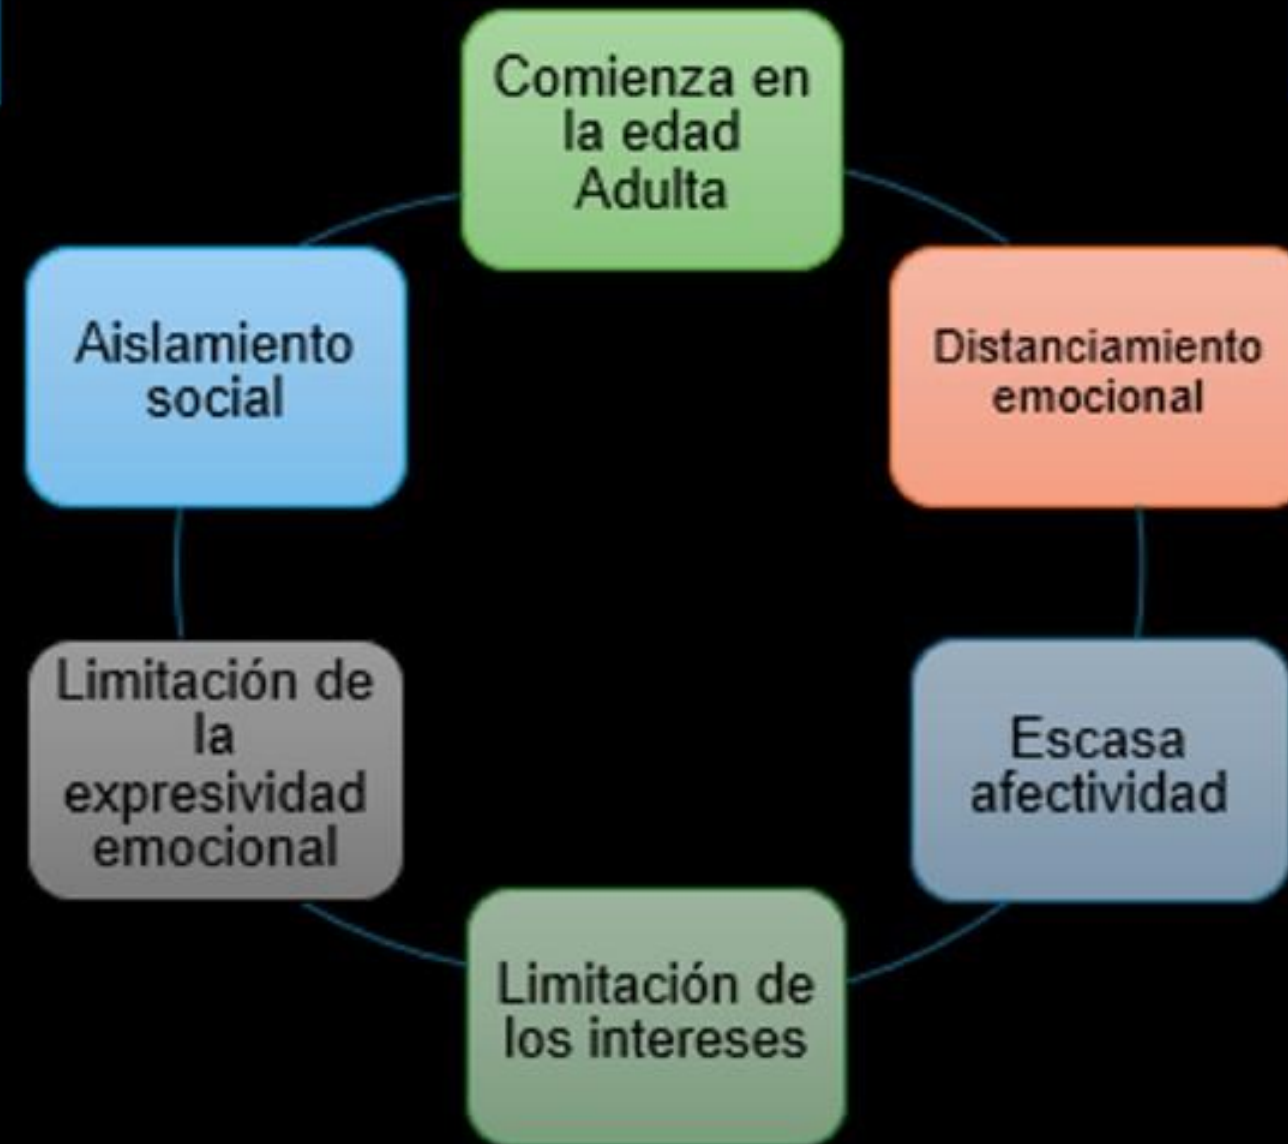 Comienza en
la edad
Adulta
Distanciamiento
emocional
Escasa
afectividad
Limitación de
los intereses
Limitación de
la
expresividad
emocional
Aislamiento
social